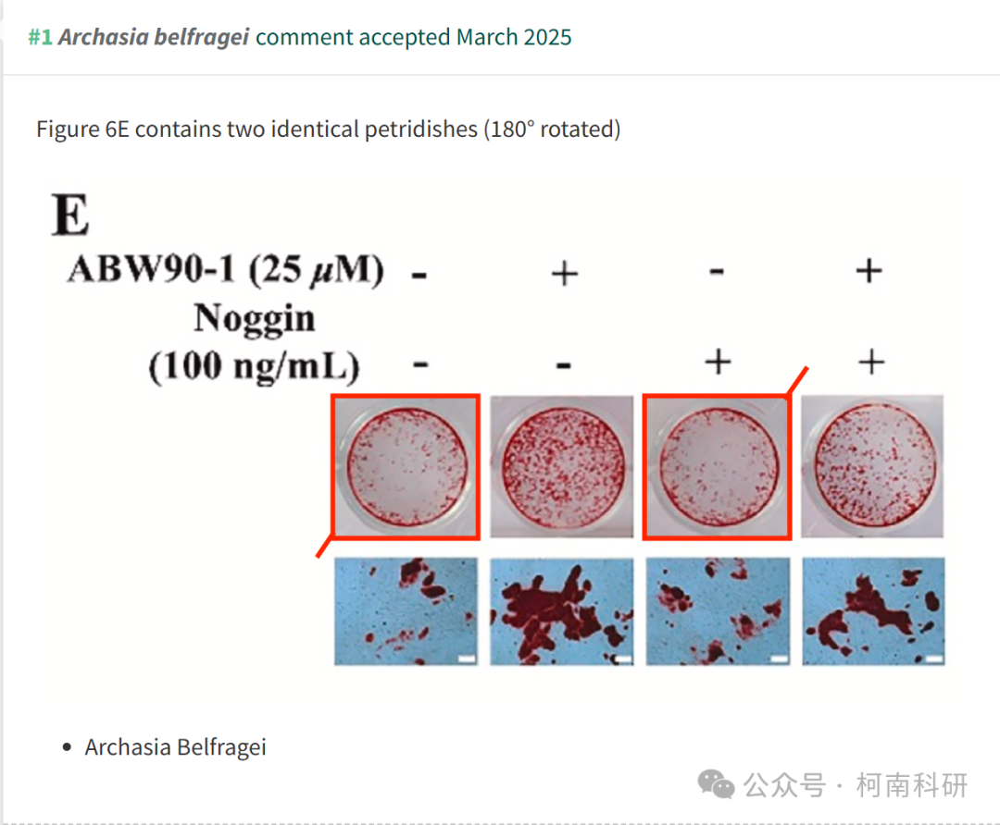 #1 Archasia belfragei comment accepted March 2025
Figure 6E contains two identical petridishes (180° rotated)
E
ABW90-1 (25 µM) - + - +
Noggin
(100 ng/mL) - - + +
• Archasia Belfragei
公众号 · 柯南科研